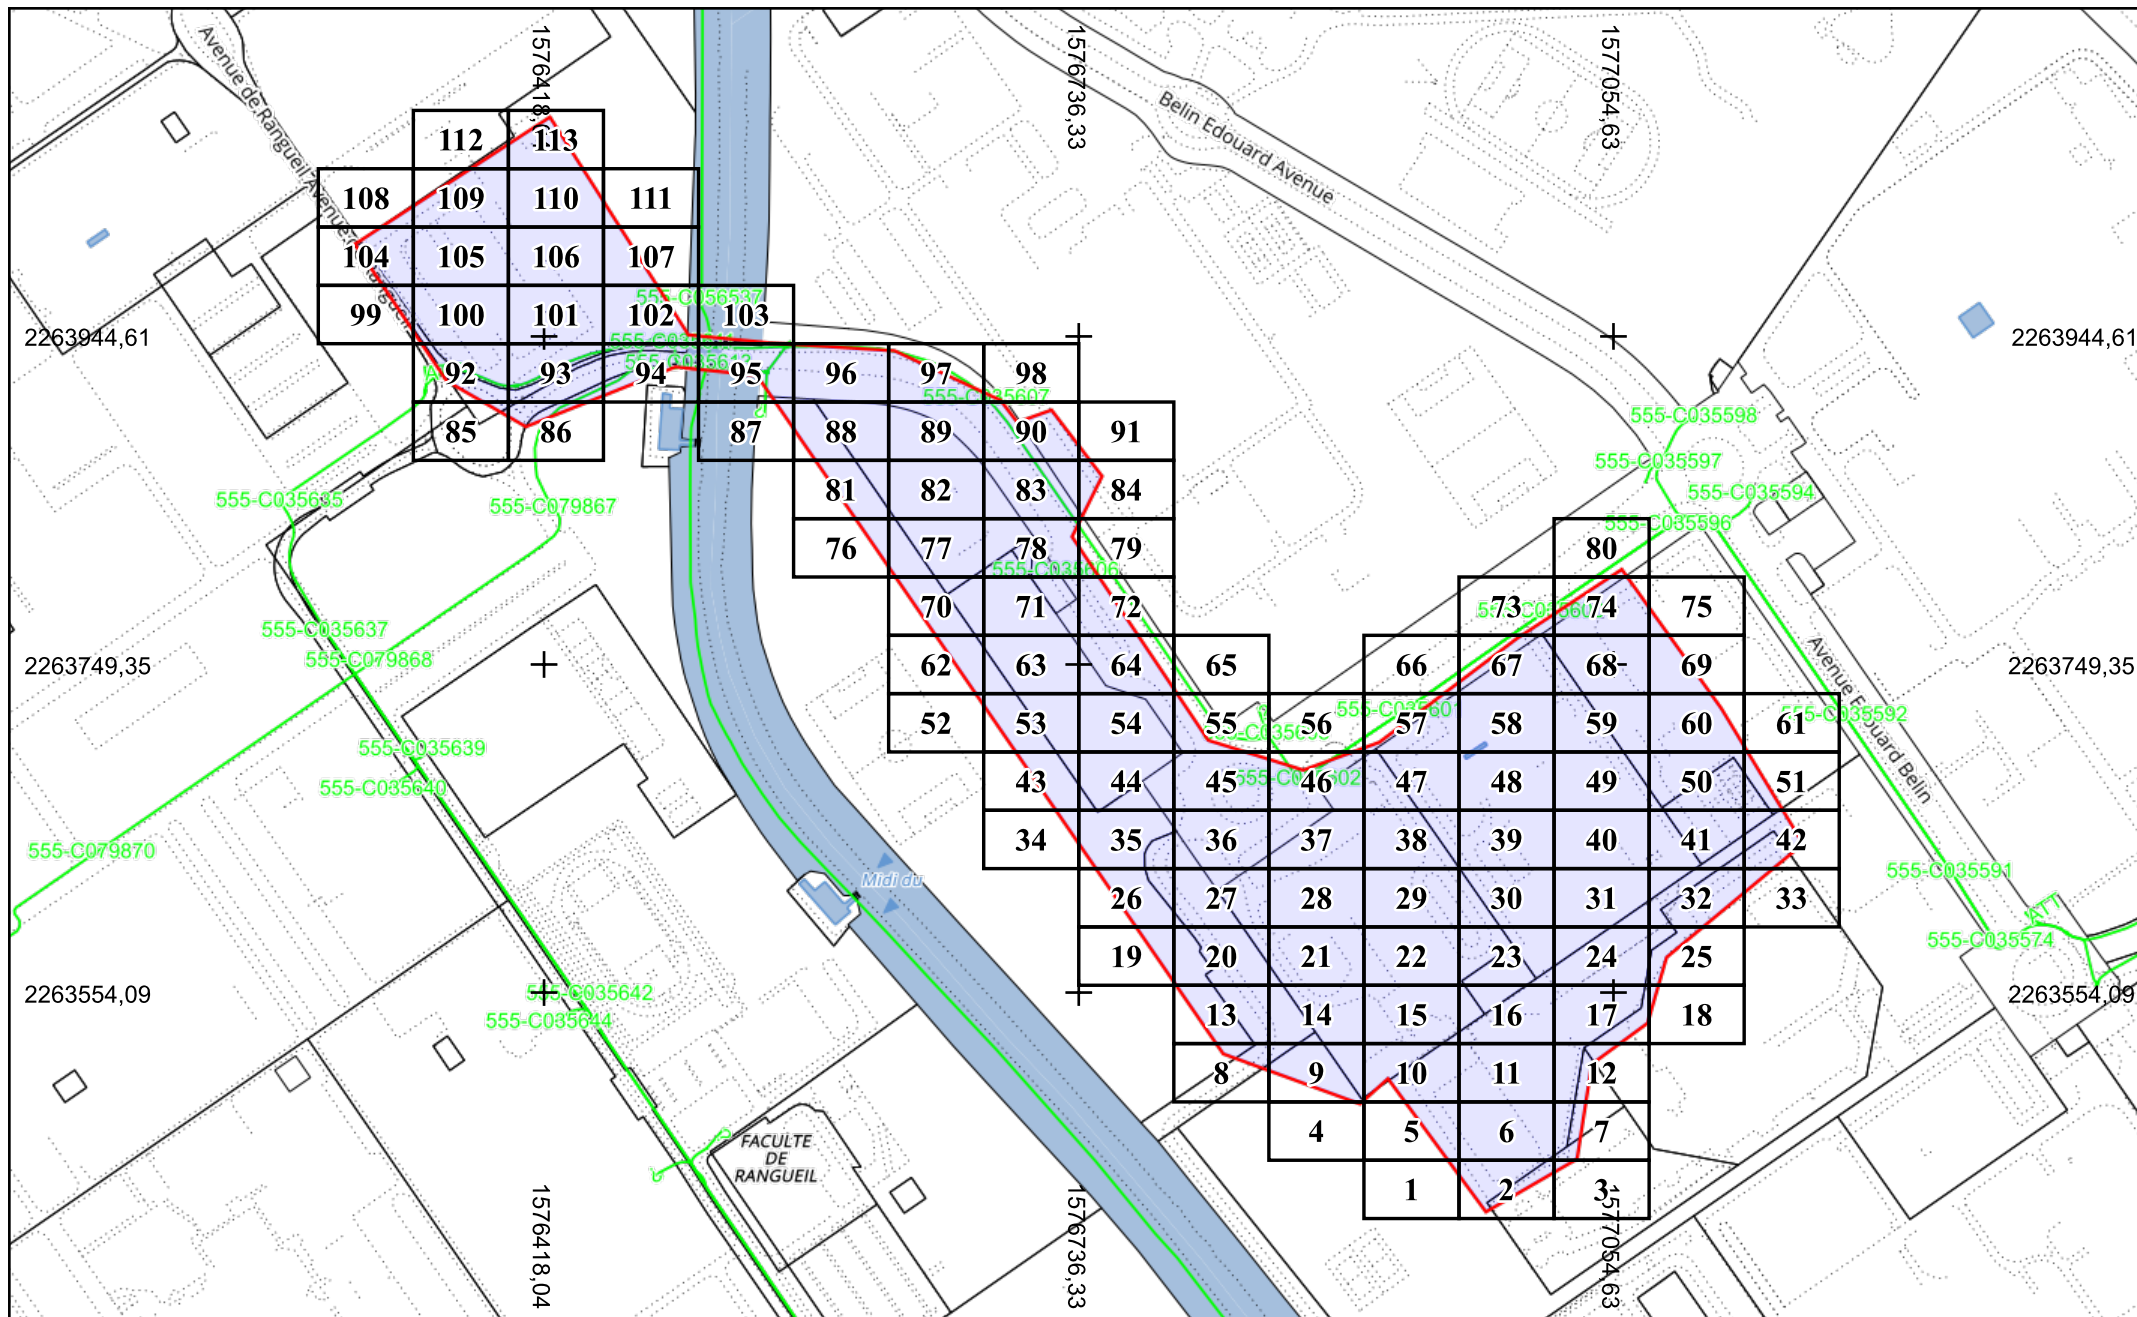 Avenue de Rangueil Avenue
1576418,04
1576736,33
1577054,63
Belin Edouard Avenue
112 113
108 109 110 111
104 105 106 107
99 100 101 102 103
555-C056537
2263944,61
2263944,61
92 93 94 95 96 97 98
555-C035607
85 86 87 88 89 90 91
555-C035598
555-C035597
81 82 83 84
555-C035635
555-C079867
555-C035594
555-C035596
76 77 78 79 80
555-C035606
70 71 72 73 74 75
555-C035637
555-C079868
2263749,35
2263749,35
62 63 64 65 66 67 68 69
52 53 54 55 56 57 58 59 60 61
555-C035592
Avenue Edouard Belin
555-C035639
555-C035640
43 44 45 46 47 48 49 50 51
34 35 36 37 38 39 40 41 42
555-C079870
555-C035591
Midi du
26 27 28 29 30 31 32 33
ATT
555-C035574
19 20 21 22 23 24 25
2263554,09
2263554,09
555-C035642
555-C035644
13 14 15 16 17 18
8 9 10 11 12
4 5 6 7
FACULTE
DE
RANGUEIL
1 2 3
1576418,04
1576736,33
1577054,63